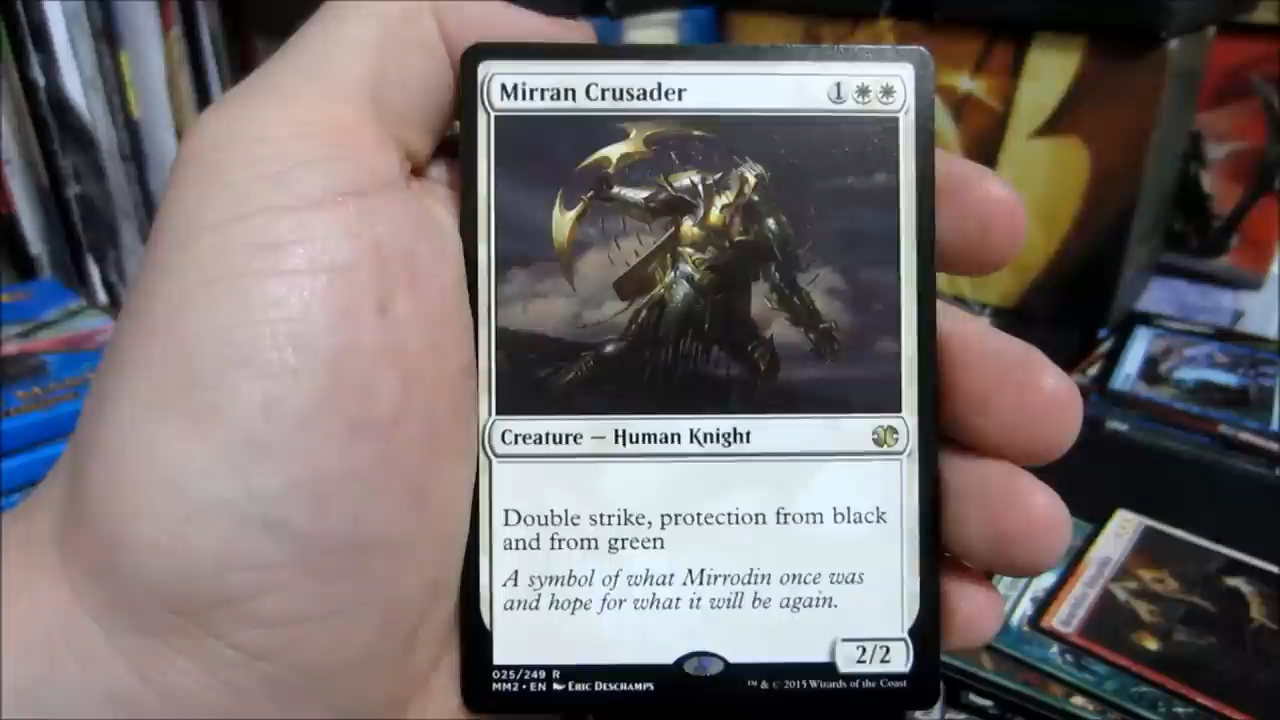 Mirran Crusader 1
Creature — Human Knight
Double strike, protection from black
and from green
A symbol of what Mirrodin once was
and hope for what it will be again.
2/2
025/249 R
MM2 • EN Eric Deschamps
™ & © 2015 Wizards of the Coast